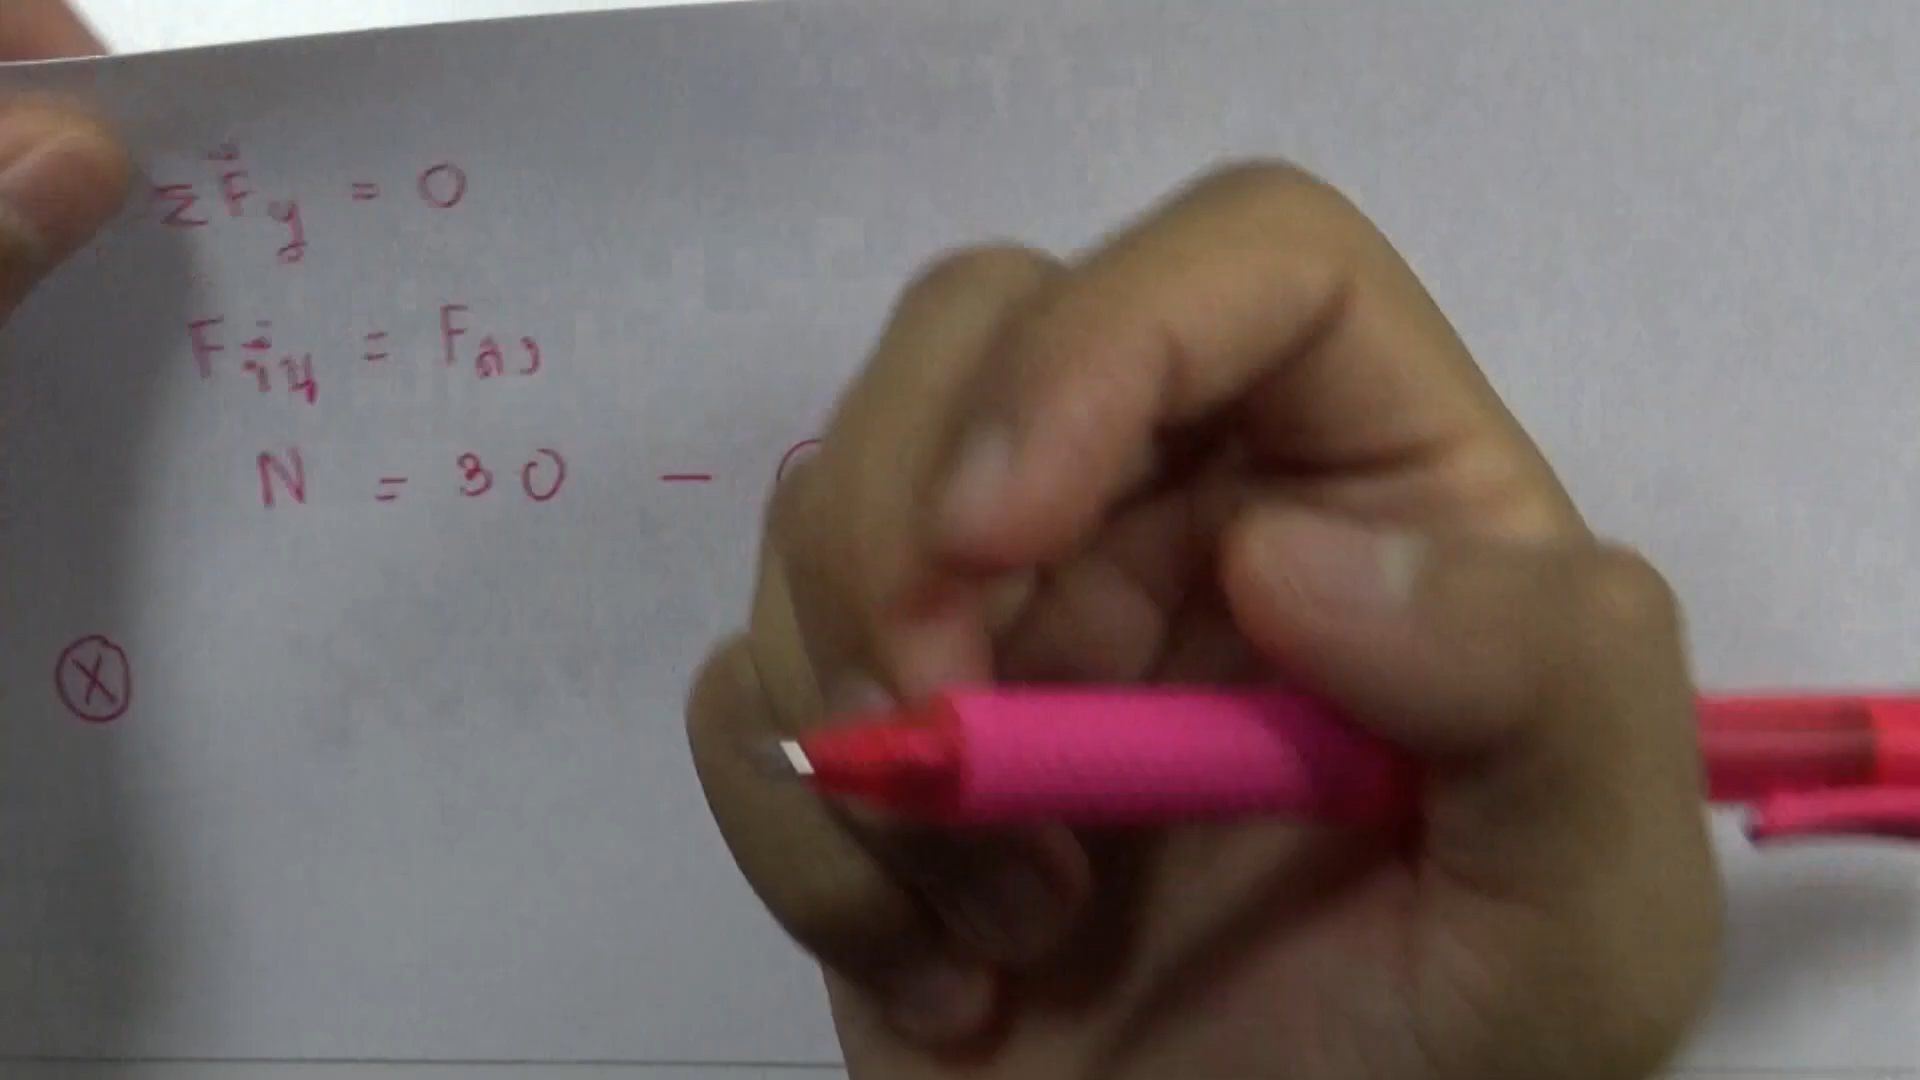 ΣF⃗y = 0
Fขึ้น = Fลง
N = 30 -
Ⓧ